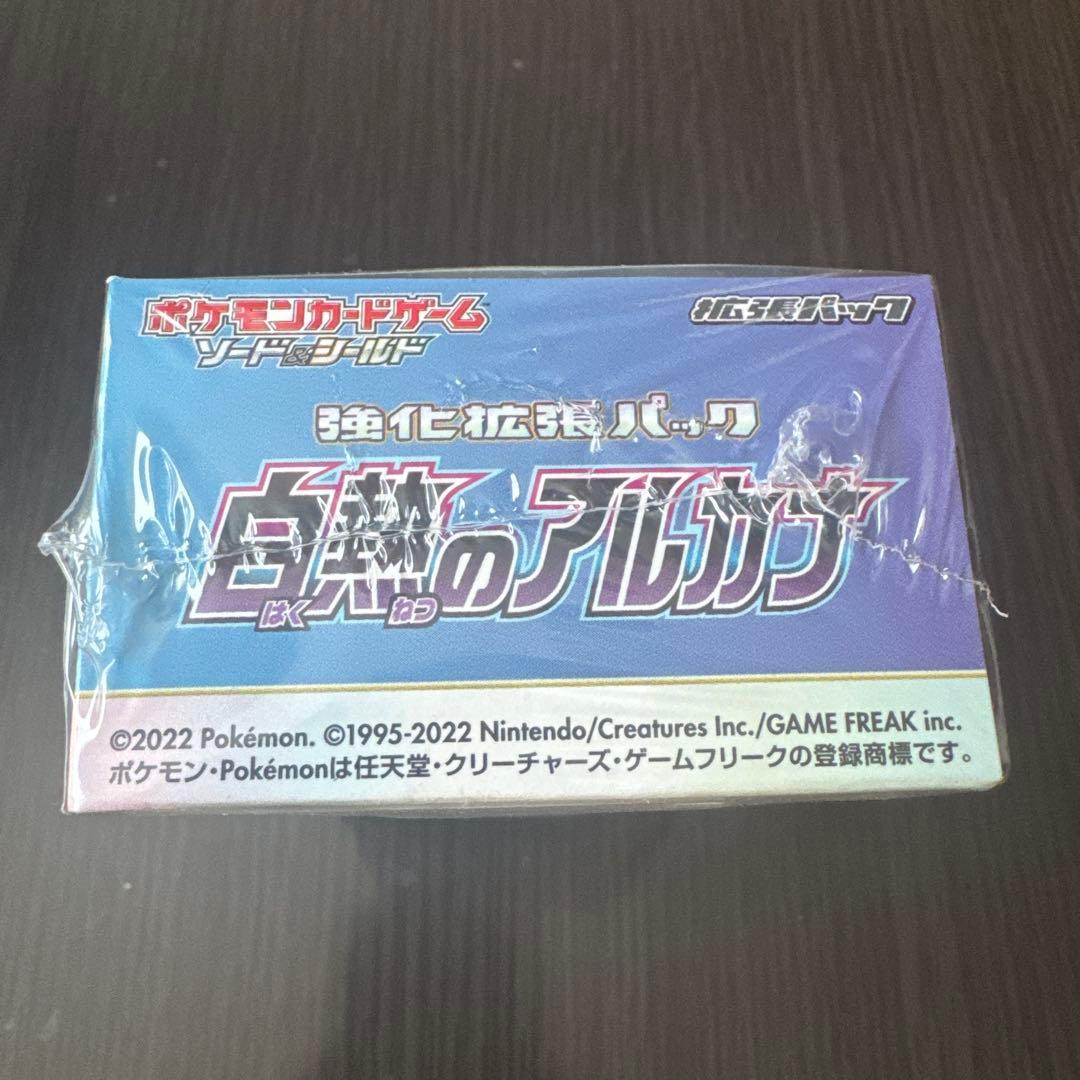 ポケモンカードゲーム 拡張パック
ソード&シールド
強化拡張パック
白熱のアルカナ
はく ねつ
©2022 Pokémon. ©1995-2022 Nintendo/Creatures Inc./GAME FREAK inc.
ポケモン・Pokémonは任天堂・クリーチャーズ・ゲームフリークの登録商標です。